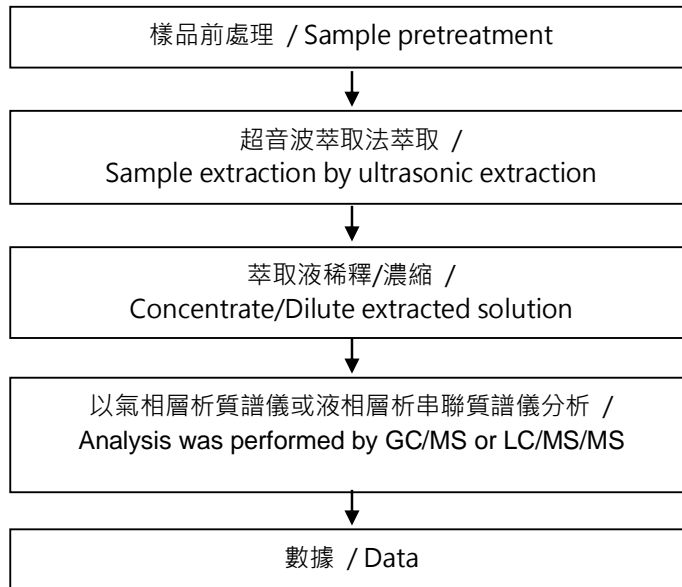 樣品前處理 / Sample pretreatment
超音波萃取法萃取 /
Sample extraction by ultrasonic extraction
萃取液稀釋/濃縮 /
Concentrate/Dilute extracted solution
以氣相層析質譜儀或液相層析串聯質譜儀分析 /
Analysis was performed by GC/MS or LC/MS/MS
數據 / Data